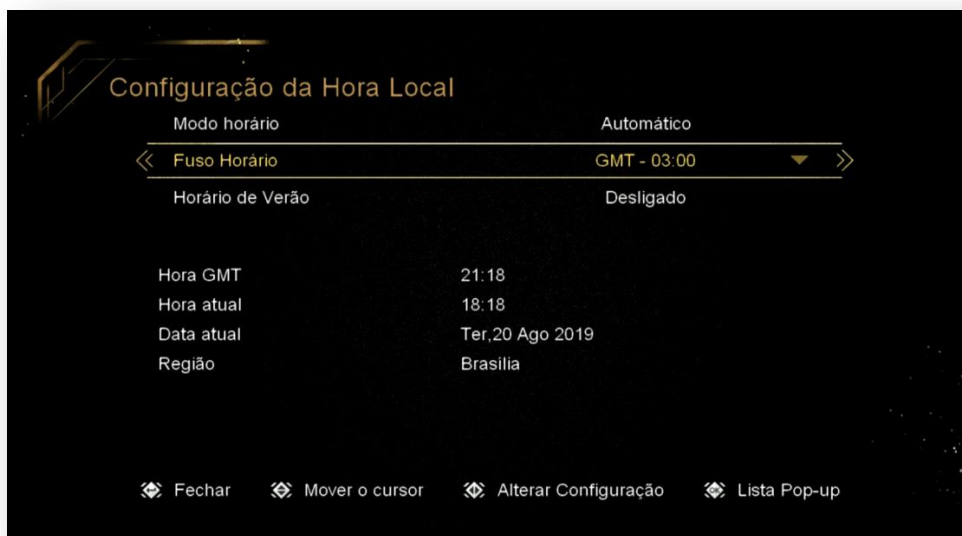 Configuração da Hora Local
Modo horário Automático
Fuso Horário GMT - 03:00
Horário de Verão Desligado
Hora GMT 21:18
Hora atual 18:18
Data atual Ter,20 Ago 2019
Região Brasilia
Fechar Mover o cursor Alterar Configuração Lista Pop-up